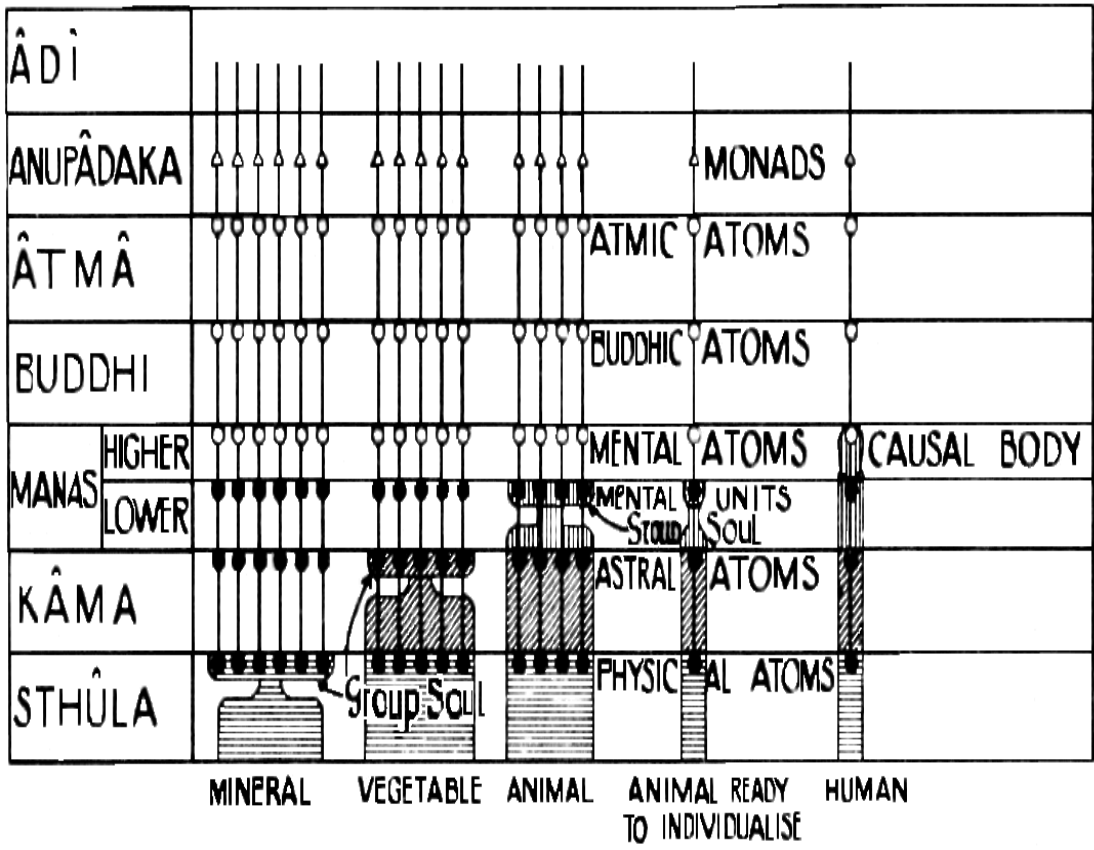 ÂDÌ
ANUPÂDAKA
MONADS
ÂTMÂ
ATMIC ATOMS
BUDDHI
BUDDHIC ATOMS
MANAS
HIGHER
MENTAL ATOMS
CAUSAL BODY
LOWER
MENTAL UNITS
Group Soul
KÂMA
ASTRAL ATOMS
STHÛLA
PHYSICAL ATOMS
Group Soul
MINERAL VEGETABLE ANIMAL ANIMAL READY HUMAN
TO INDIVIDUALISE